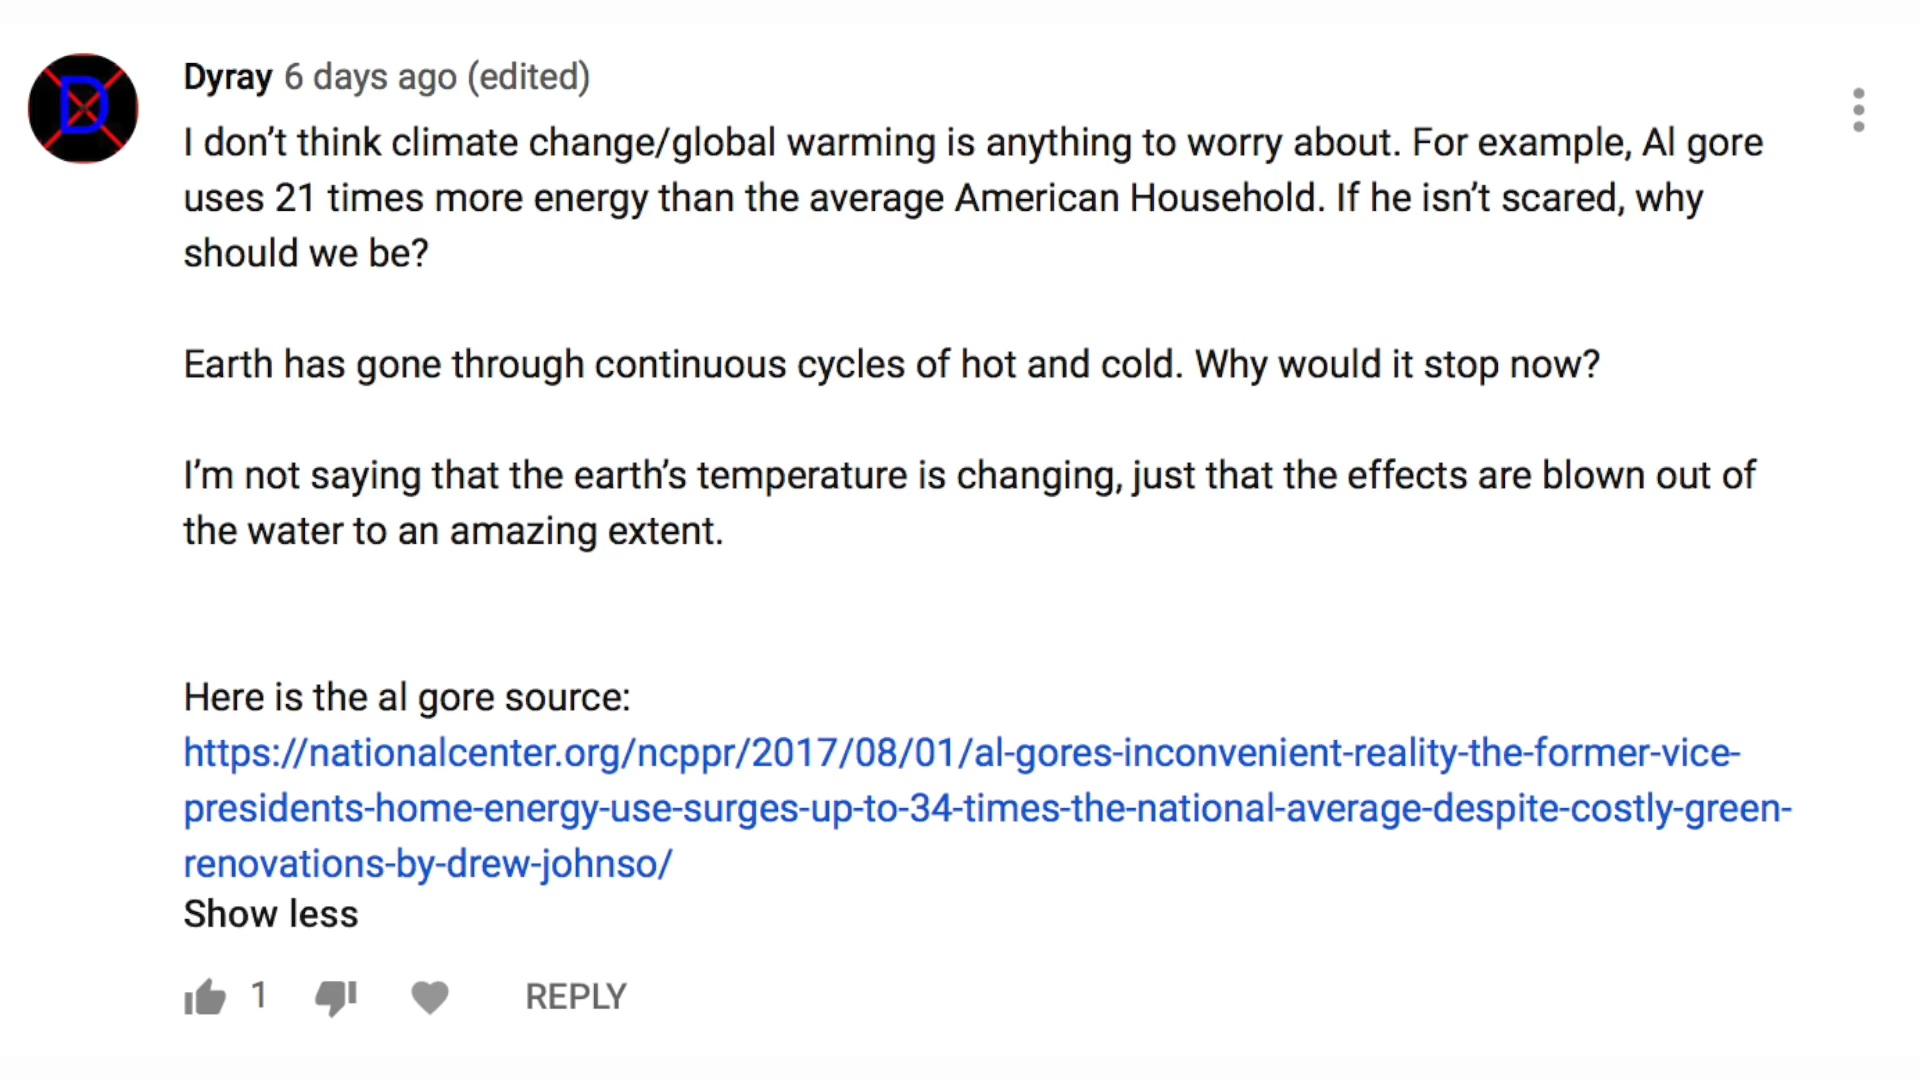 D
Dyray 6 days ago (edited)
I don’t think climate change/global warming is anything to worry about. For example, Al gore
uses 21 times more energy than the average American Household. If he isn’t scared, why
should we be?
Earth has gone through continuous cycles of hot and cold. Why would it stop now?
I’m not saying that the earth’s temperature is changing, just that the effects are blown out of
the water to an amazing extent.
Here is the al gore source:
https://nationalcenter.org/ncppr/2017/08/01/al-gores-inconvenient-reality-the-former-vice-
presidents-home-energy-use-surges-up-to-34-times-the-national-average-despite-costly-green-
renovations-by-drew-johnso/
Show less
1 REPLY